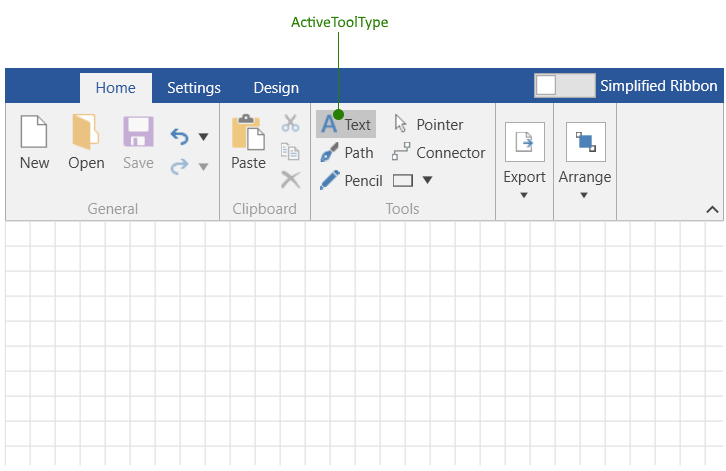 ActiveToolType
Home Settings Design Simplified Ribbon
New Open Save Paste
Text Pointer
Path Connector
Pencil
Export Arrange
General Clipboard Tools